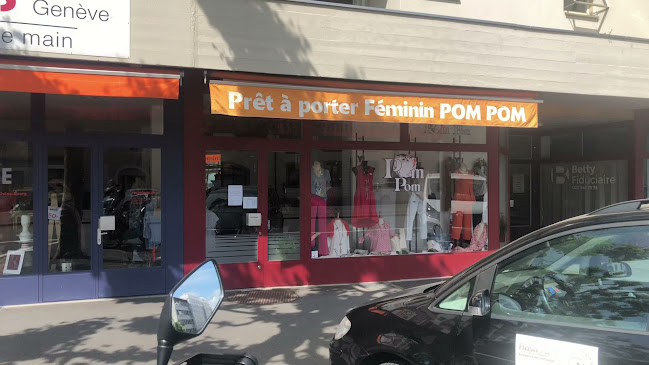 Genève
e main
Prêt à porter Féminin POM POM
Pom
Pom
Betty
Fiduciaire